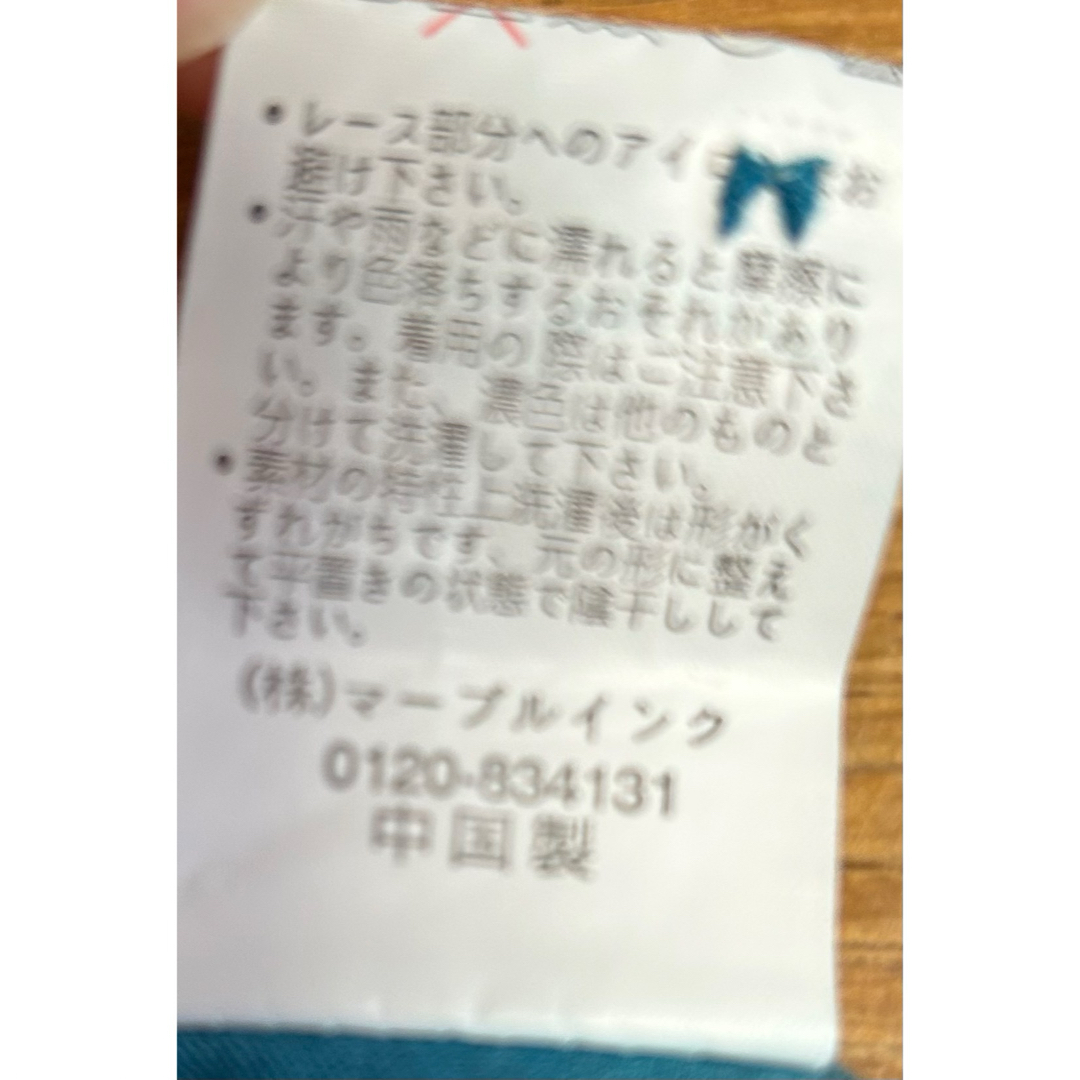 ・レース部分へのアイ お
避け下さい。
・汗や雨などに濡れると摩擦に
より色落ちするおそれがあり
ます。着用の際はご注意下さ
い。また、濃色は他のものと
分けて洗濯して下さい。
・素材の特性上洗濯後は形がく
ずれがちです、元の形に整え
て平置きの状態で陰干しして
下さい。
(株)マーブルインク
0120-834131
中国製